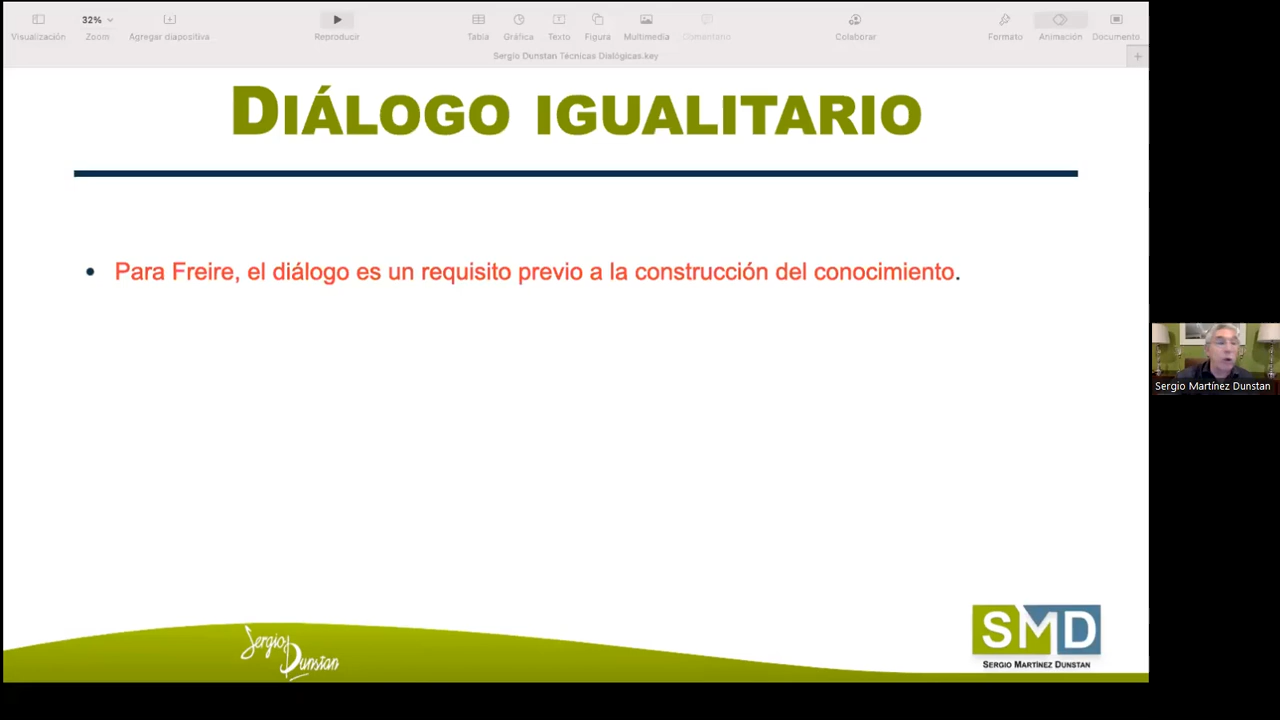 32%
Visualización
Zoom
Agregar diapositiva
Reproducir
Tabla
Gráfica
Texto
Figura
Multimedia
Comentario
Colaborar
Formato
Animación
Documento
Sergio Dunstan Técnicas Dialógicas.key
DIÁLOGO IGUALITARIO
• Para Freire, el diálogo es un requisito previo a la construcción del conocimiento.
Sergio Martínez Dunstan
Sergio Dunstan
SMD
SERGIO MARTÍNEZ DUNSTAN